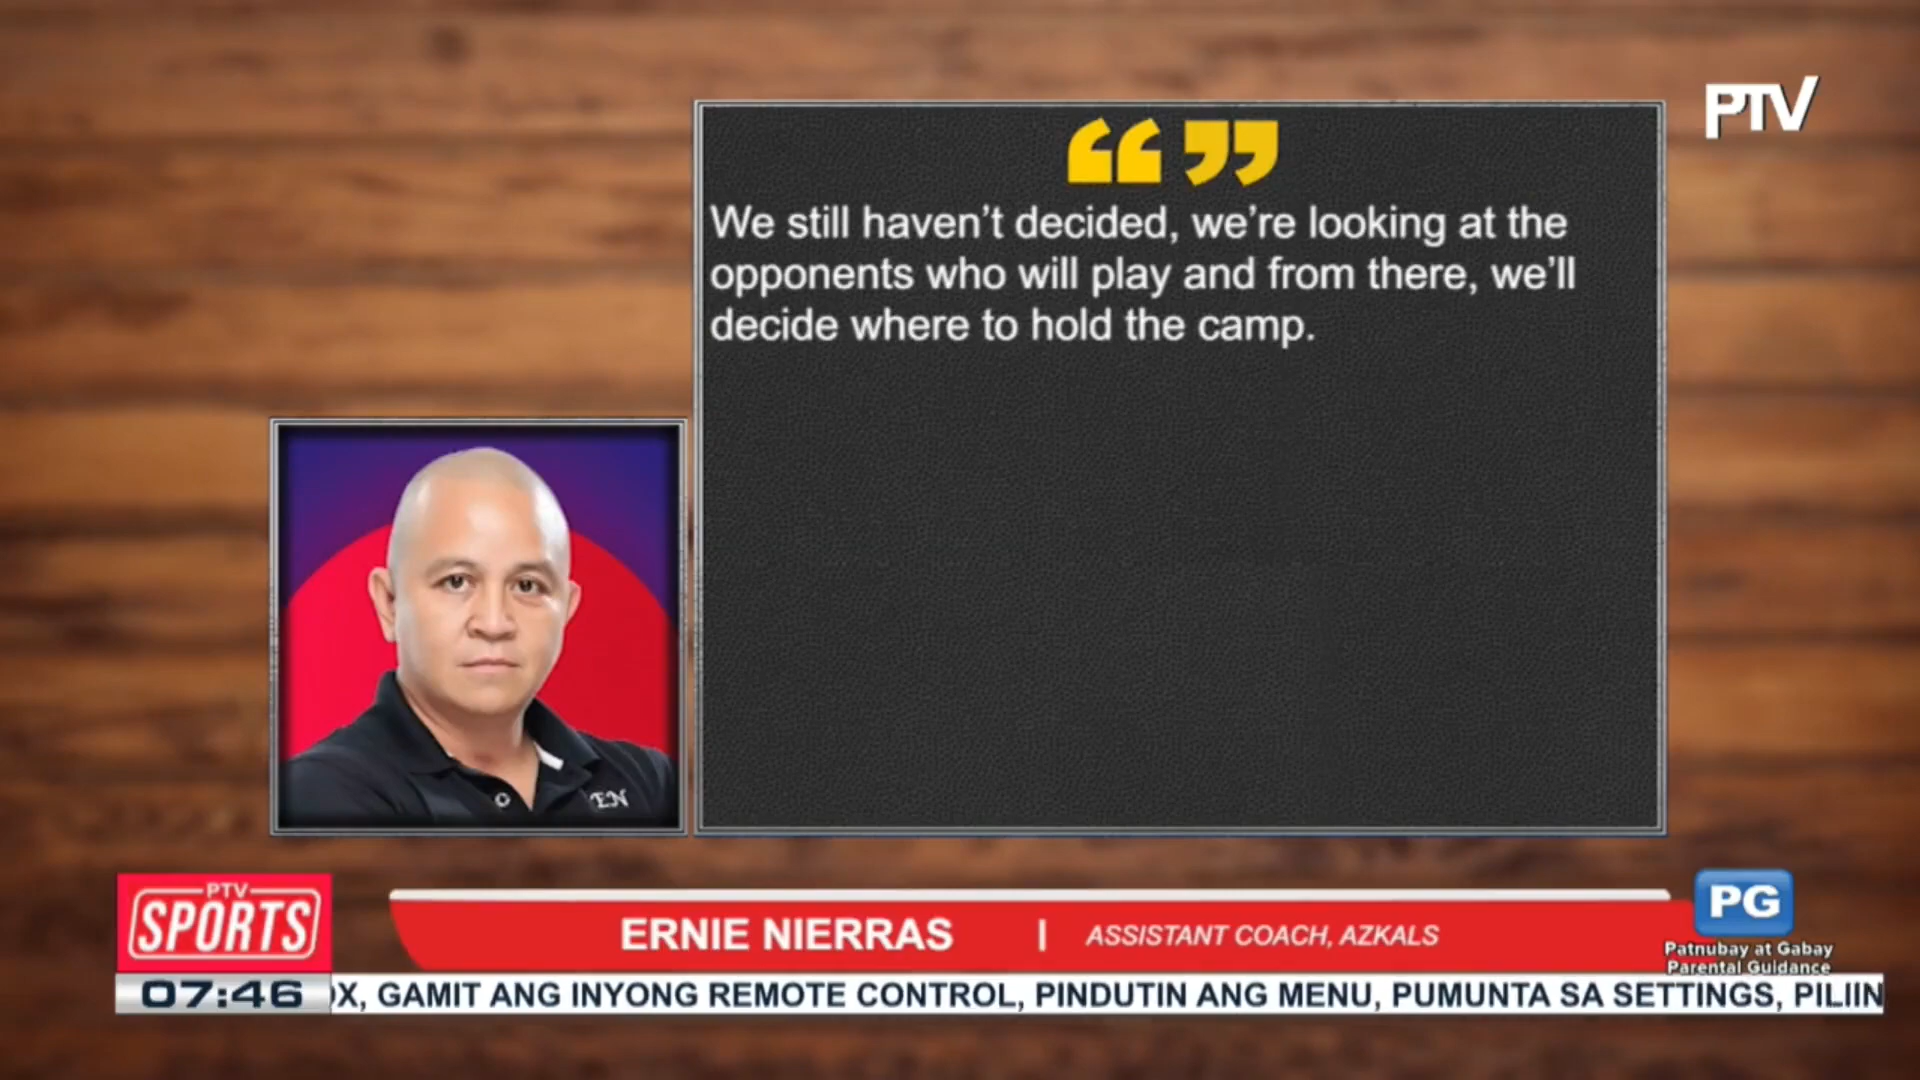 PTV
“ ”
We still haven’t decided, we’re looking at the
opponents who will play and from there, we’ll
decide where to hold the camp.
EN
PTV
SPORTS
ERNIE NIERRAS | ASSISTANT COACH, AZKALS
PG
Patnubay at Gabay
Parental Guidance
07:46
X, GAMIT ANG INYONG REMOTE CONTROL, PINDUTIN ANG MENU, PUMUNTA SA SETTINGS, PILIIN